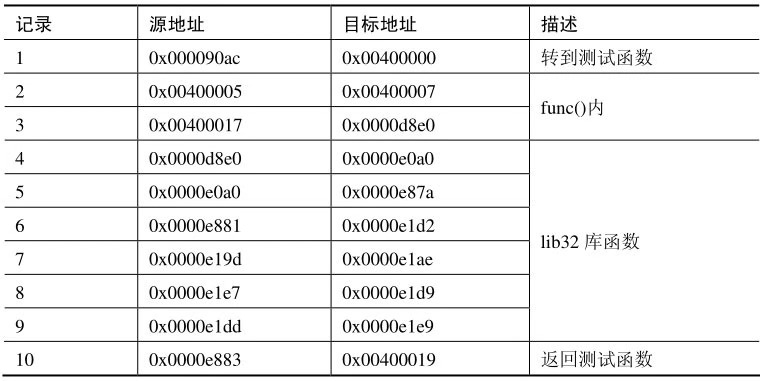 记录 源地址 目标地址 描述
1 0x000090ac 0x00400000 转到测试函数
2 0x00400005 0x00400007 func()内
3 0x00400017 0x0000d8e0
4 0x0000d8e0 0x0000e0a0 lib32 库函数
5 0x0000e0a0 0x0000e87a
6 0x0000e881 0x0000e1d2
7 0x0000e19d 0x0000e1ae
8 0x0000e1e7 0x0000e1d9
9 0x0000e1dd 0x0000e1e9
10 0x0000e883 0x00400019 返回测试函数